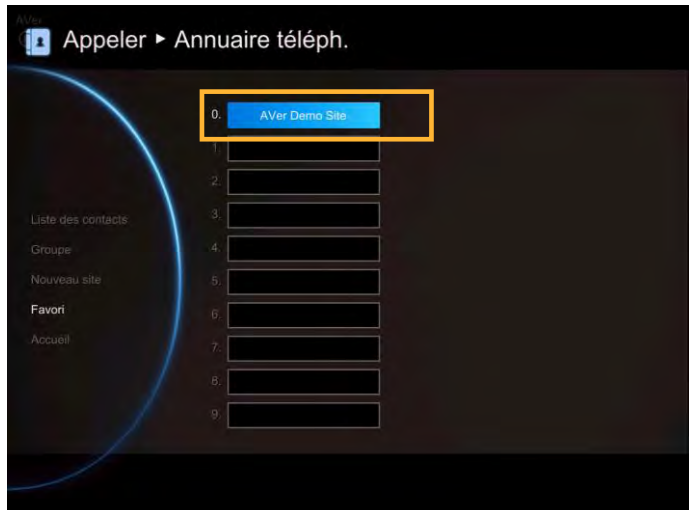 AVer
Appeler ► Annuaire téléph.
0. AVer Demo Site
1.
2.
3.
4.
5.
6.
7.
8.
9.
Liste des contacts
Groupe
Nouveau site
Favori
Accueil